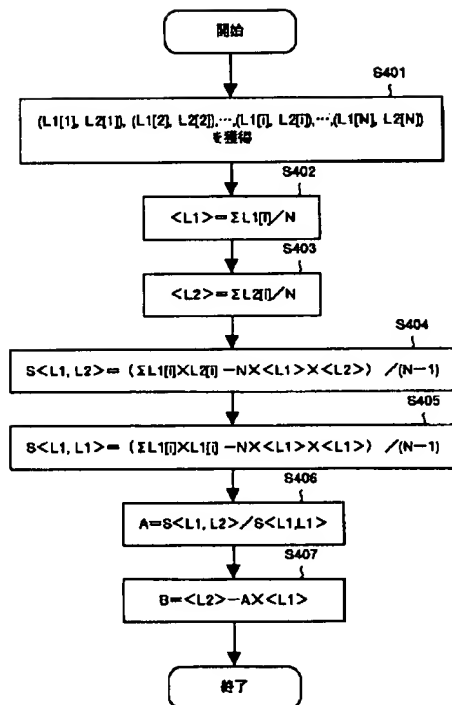 開始
S401
(L1[1], L2[1]), (L1[2], L2[2]),…,(L1[i], L2[i]),…,(L1[N], L2[N])
を獲得
S402
<L1>=ΣL1[i]/N
S403
<L2>=ΣL2[i]/N
S404
S<L1, L2>= (ΣL1[i]×L2[i] −N×<L1>×<L2>) /(N−1)
S405
S<L1, L1>= (ΣL1[i]×L1[i] −N×<L1>×<L1>) /(N−1)
S406
A=S<L1, L2>/S<L1,L1>
S407
B=<L2>−A×<L1>
終了